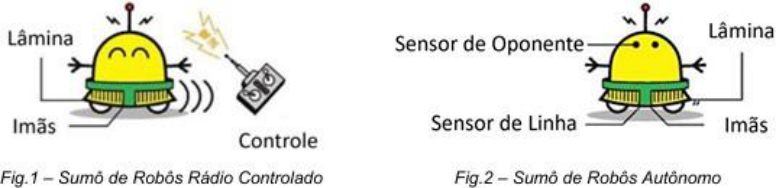 Lâmina
Imãs
Controle
Fig.1 – Sumô de Robôs Rádio Controlado
Sensor de Oponente
Lâmina
Sensor de Linha
Imãs
Fig.2 – Sumô de Robôs Autônomo